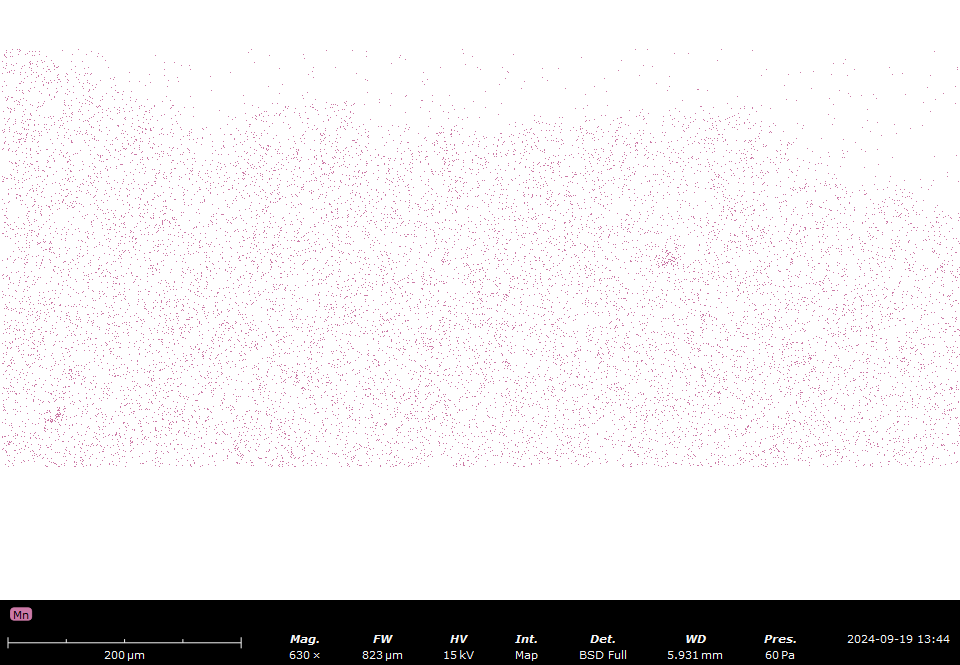 Mn
Mag. FW HV Int. Det. WD Pres. 2024-09-19 13:44
200 µm 630 × 823 µm 15 kV Map BSD Full 5.931 mm 60 Pa